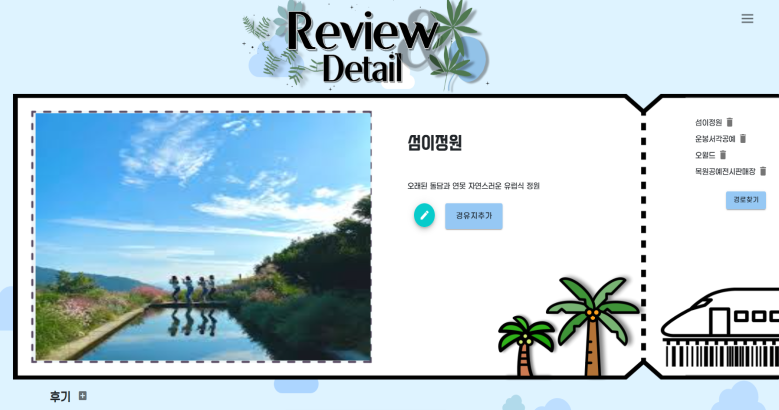 Review
&
Detail
섬이정원
오래된 돌담과 연못 자연스러운 유럽식 정원
경유지추가
섬이정원
운봉서각공예
오월드
목원공예전시판매장
경로찾기
후기